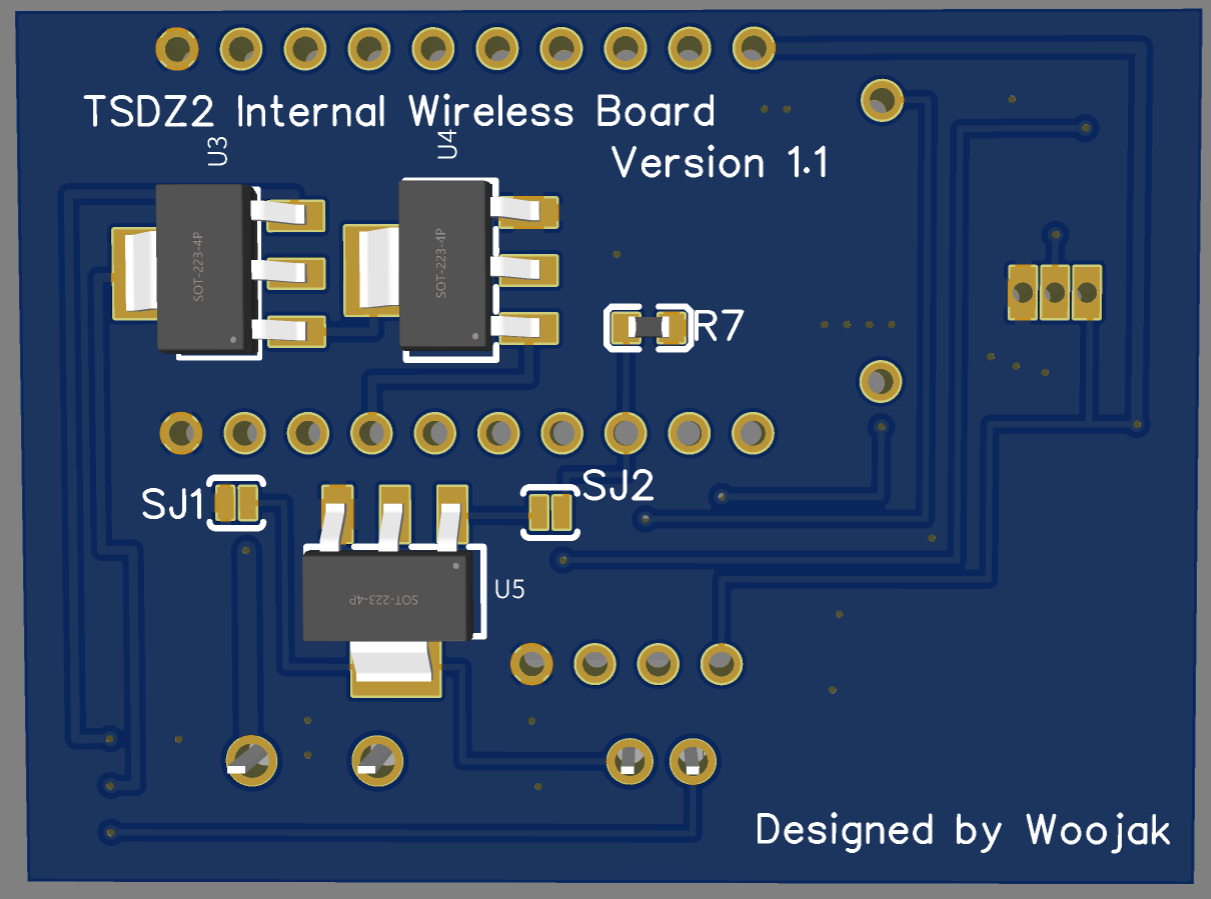 TSDZ2 Internal Wireless Board
Version 1.1
U3
U4
SOT-223-4P
SOT-223-4P
R7
SJ1
SJ2
SOT-223-4P
U5
Designed by Woojak